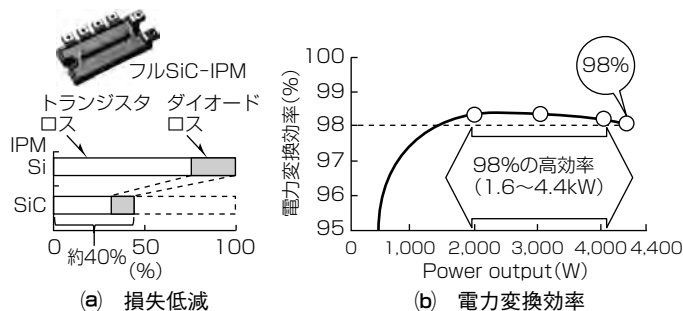 フルSiC-IPM
トランジスタ
ロス
ダイオード
ロス
IPM
Si
SiC
0
50
100
約40%
(%)
(a) 損失低減
電力変換効率(%)
100
99
98
97
96
95
98%
98%の高効率
(1.6〜4.4kW)
0
1,000
2,000
3,000
4,000
4,400
Power output(W)
(b) 電力変換効率